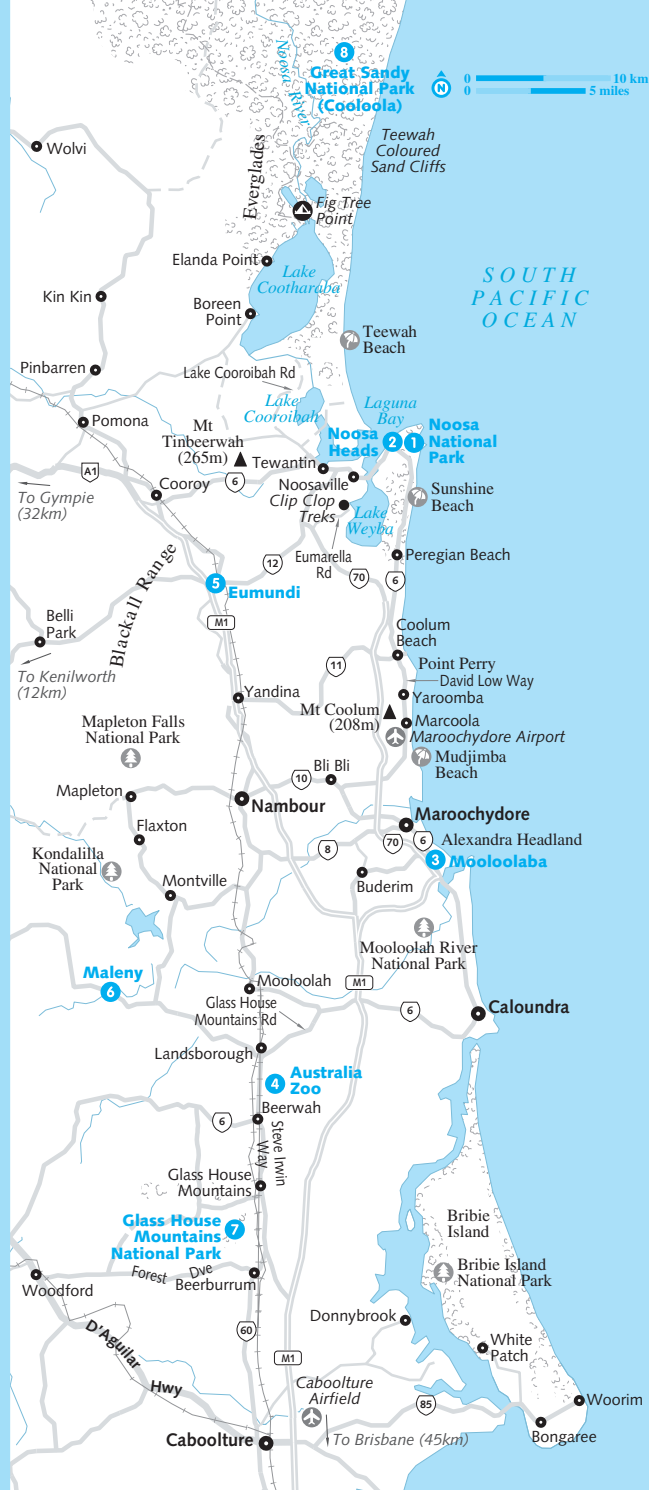 8
Great Sandy
National Park
(Cooloola)
Noosa River
N
0 10 km
0 5 miles
Teewah
Coloured
Sand Cliffs
Wolvi
Everglades
Fig Tree
Point
Elanda Point
Lake
Cootharaba
SOUTH
PACIFIC
OCEAN
Kin Kin
Boreen
Point
Teewah
Beach
Pinbarren
Lake Cooroibah Rd
Lake
Cooroibah
Laguna
Bay
Pomona
Mt
Tinbeerwah
(265m)
Noosa
Heads
2
1
Noosa
National
Park
A1
Tewantin
6
Cooroy
Noosaville
To Gympie
(32km)
Clip Clop
Treks
Sunshine
Beach
Lake
Weyba
Eumarella
Rd
Peregian Beach
12
70
6
Blackall Range
5
Eumundi
M1
Belli
Park
Coolum
Beach
To Kenilworth
(12km)
11
Point Perry
David Low Way
Yandina
Yaroomba
Mt Coolum
(208m)
Marcoola
Maroochydore Airport
Mapleton Falls
National Park
Mudjimba
Beach
Bli Bli
10
Mapleton
Nambour
Maroochydore
Flaxton
70
6
Alexandra Headland
8
3
Mooloolaba
Kondalilla
National
Park
Buderim
Montville
Mooloolah River
National Park
Maleny
6
Mooloolah
M1
Glass House
Mountains Rd
6
Caloundra
Landsborough
4
Australia
Zoo
Beerwah
6
Steve Irwin
Way
Glass House
Mountains
Glass House
Mountains
National Park
7
Bribie
Island
Bribie Island
National Park
Forest Dve
Woodford
Beerburrum
Donnybrook
60
D'Aguilar
Hwy
White
Patch
M1
Caboolture
Airfield
85
Woorim
Caboolture
To Brisbane (45km)
Bongaree